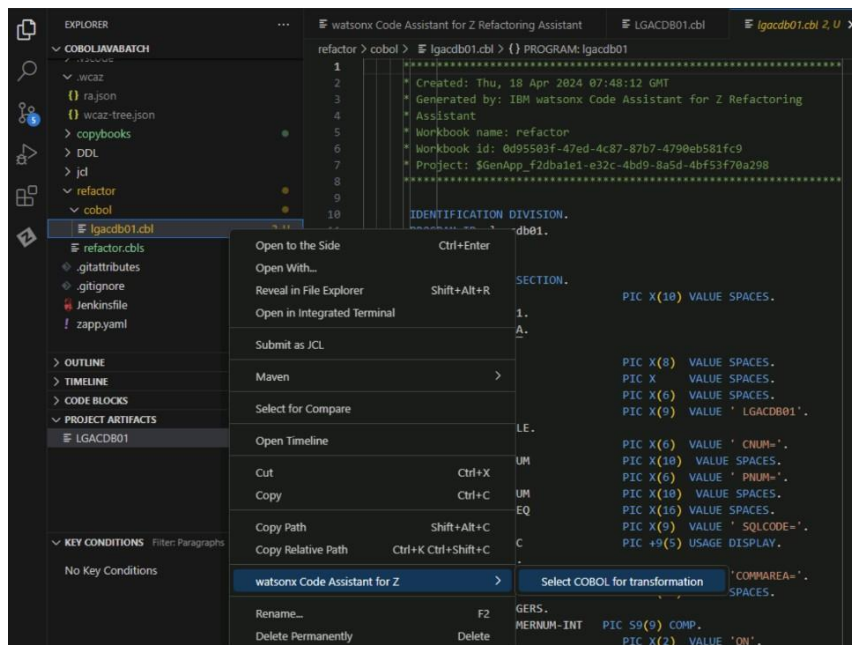 EXPLORER
COBOLJAVABATCH
.vscode
.wcaz
{} ra.json
{} wcaz-tree.json
copybooks
DDL
jcl
refactor
cobol
lgacdb01.cbl 2, U
refactor.cbls
.gitattributes
.gitignore
Jenkinsfile
! zapp.yaml
OUTLINE
TIMELINE
CODE BLOCKS
PROJECT ARTIFACTS
LGACDB01
KEY CONDITIONS Filter: Paragraphs
No Key Conditions
5
watsonx Code Assistant for Z Refactoring Assistant
LGACDB01.cbl
lgacdb01.cbl 2, U
refactor > cobol > lgacdb01.cbl > {} PROGRAM: lgacdb01
1
2 * Created: Thu, 18 Apr 2024 07:48:12 GMT
3 * Generated by: IBM watsonx Code Assistant for Z Refactoring
4 * Assistant
5 * Workbook name: refactor
6 * Workbook id: 0d95503f-47ed-4c87-87b7-4790eb581fc9
7 * Project: $GenApp_f2dba1e1-e32c-4bd9-8a5d-4bf53f70a298
8
9
10 IDENTIFICATION DIVISION.
db01.
SECTION.
PIC X(10) VALUE SPACES.
1.
A.
PIC X(8) VALUE SPACES.
PIC X VALUE SPACES.
PIC X(6) VALUE SPACES.
PIC X(9) VALUE ' LGACDB01'.
LE.
PIC X(6) VALUE ' CNUM='.
UM PIC X(10) VALUE SPACES.
PIC X(6) VALUE ' PNUM='.
UM PIC X(10) VALUE SPACES.
EQ PIC X(16) VALUE SPACES.
PIC X(9) VALUE ' SQLCODE='.
C PIC +9(5) USAGE DISPLAY.
.
'COMMAREA='.
SPACES.
GERS.
MERNUM-INT PIC S9(9) COMP.
PIC X(2) VALUE 'ON'.
Open to the Side Ctrl+Enter
Open With...
Reveal in File Explorer Shift+Alt+R
Open in Integrated Terminal
Submit as JCL
Maven
Select for Compare
Open Timeline
Cut Ctrl+X
Copy Ctrl+C
Copy Path Shift+Alt+C
Copy Relative Path Ctrl+K Ctrl+Shift+C
watsonx Code Assistant for Z
Select COBOL for transformation
Rename... F2
Delete Permanently Delete